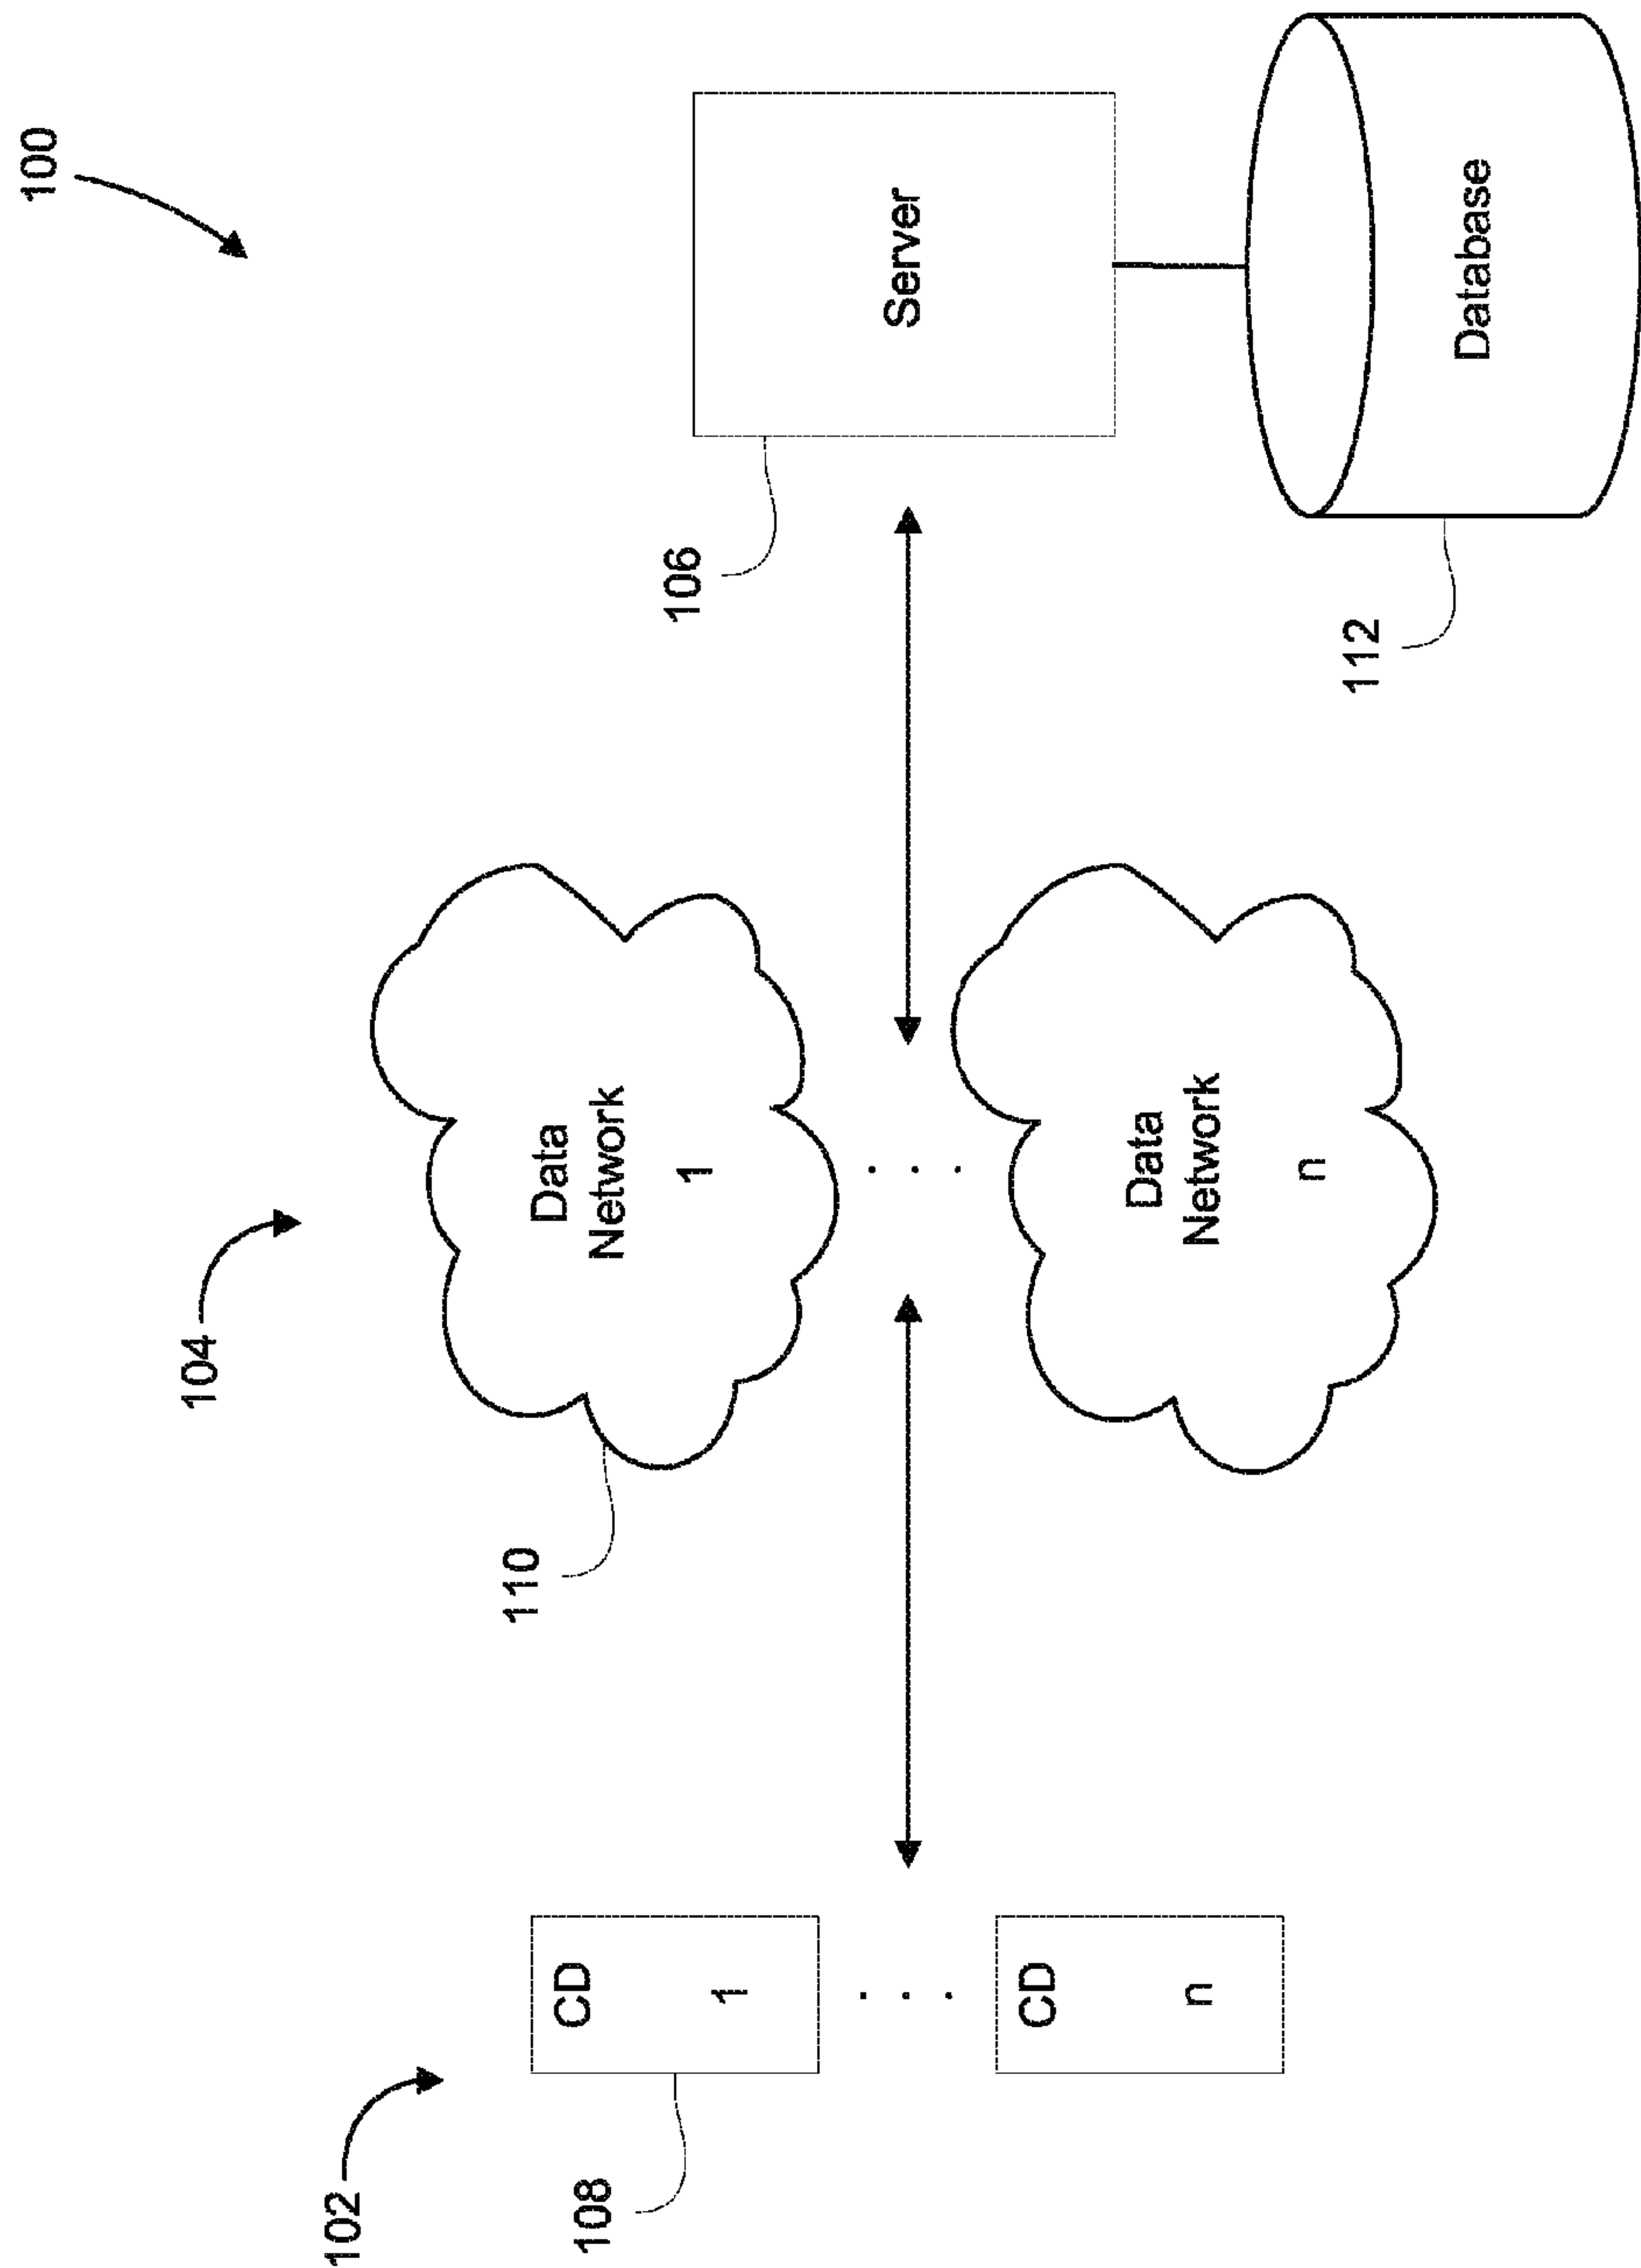 100
104
102
110
106
108
CD
1
. . .
CD
n
Data
Network
1
. . .
Data
Network
n
Server
112
Database